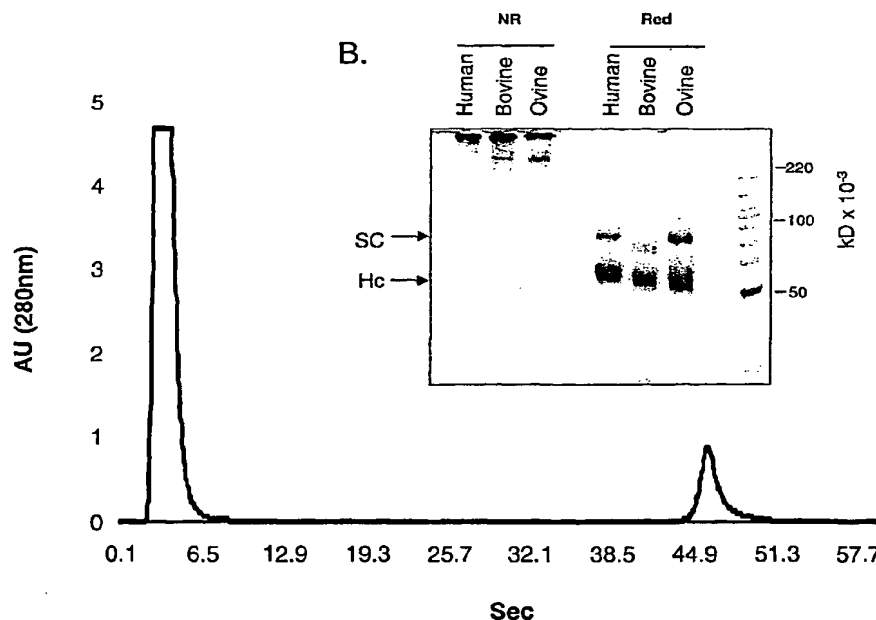 NR Red
B.
Human Bovine Ovine Human Bovine Ovine
5
4
3
2
1
0
AU (280nm)
SC
Hc
-220
-100
-50
kD x 10-3
0.1 6.5 12.9 19.3 25.7 32.1 38.5 44.9 51.3 57.7
Sec